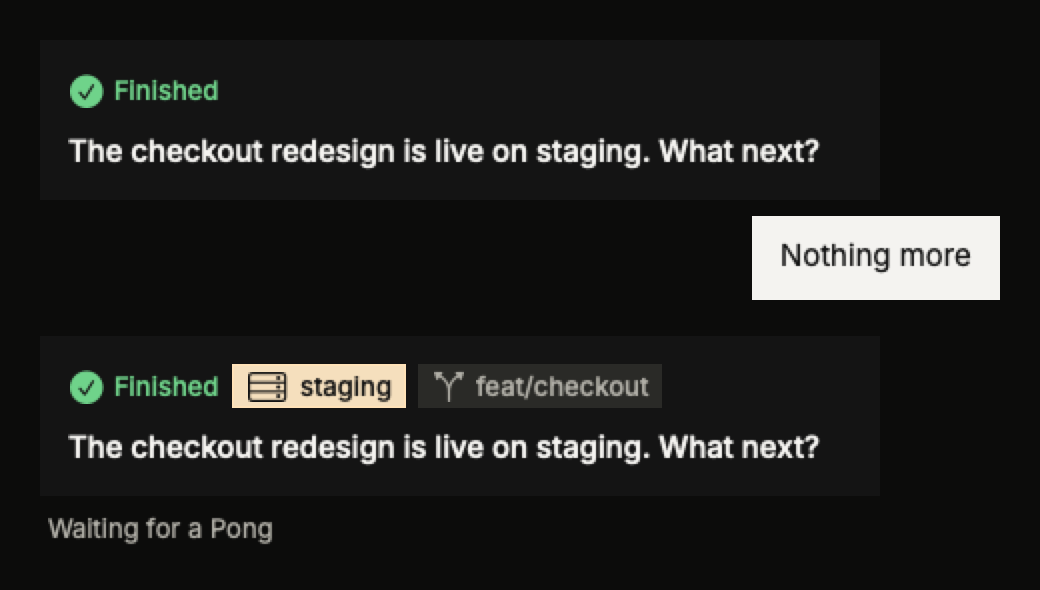 Finished
The checkout redesign is live on staging. What next?
Nothing more
Finished staging feat/checkout
The checkout redesign is live on staging. What next?
Waiting for a Pong